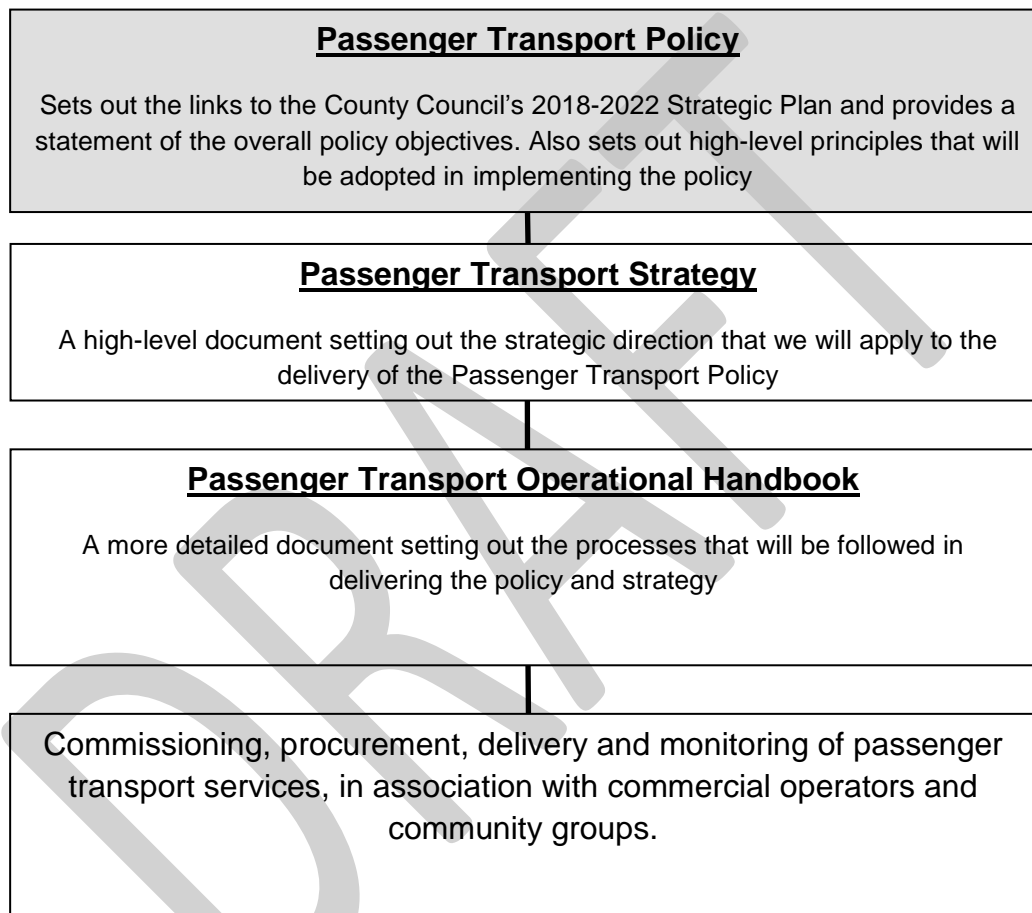 Passenger Transport Policy
Sets out the links to the County Council’s 2018-2022 Strategic Plan and provides a
statement of the overall policy objectives. Also sets out high-level principles that will
be adopted in implementing the policy
Passenger Transport Strategy
A high-level document setting out the strategic direction that we will apply to the
delivery of the Passenger Transport Policy
Passenger Transport Operational Handbook
A more detailed document setting out the processes that will be followed in
delivering the policy and strategy
Commissioning, procurement, delivery and monitoring of passenger
transport services, in association with commercial operators and
community groups.
DRAFT